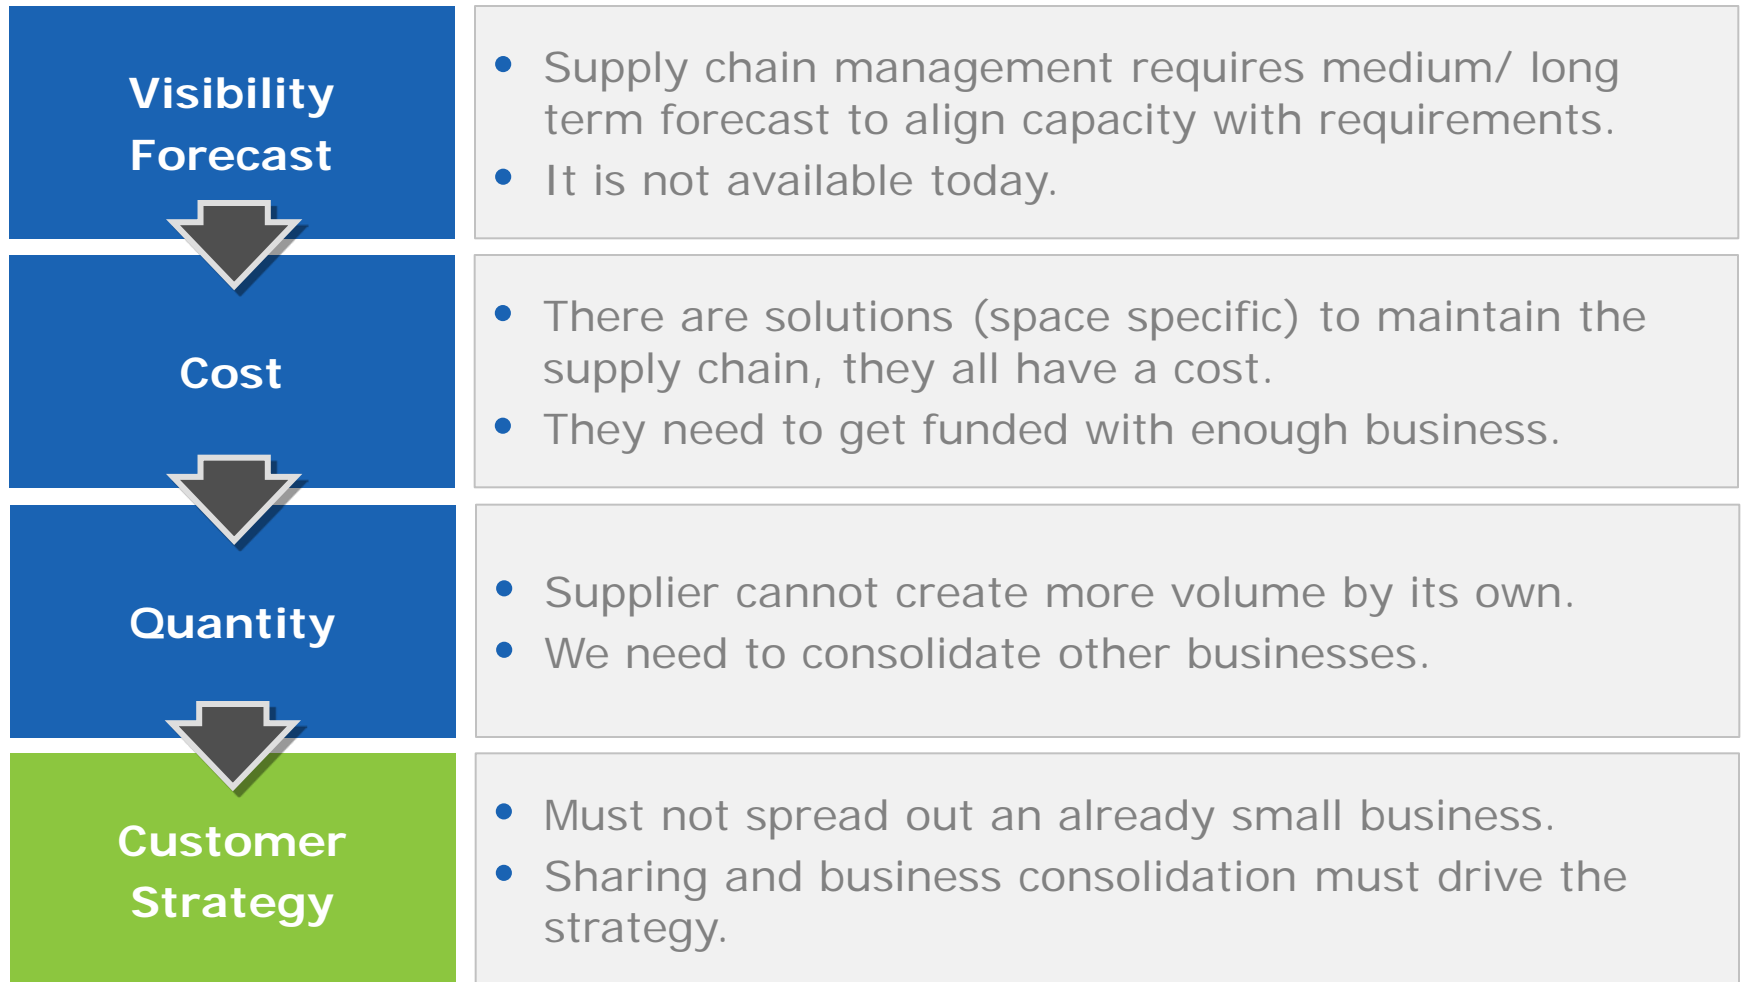 Visibility
Forecast
• Supply chain management requires medium/ long
term forecast to align capacity with requirements.
• It is not available today.
Cost
• There are solutions (space specific) to maintain the
supply chain, they all have a cost.
• They need to get funded with enough business.
Quantity
• Supplier cannot create more volume by its own.
• We need to consolidate other businesses.
Customer
Strategy
• Must not spread out an already small business.
• Sharing and business consolidation must drive the
strategy.